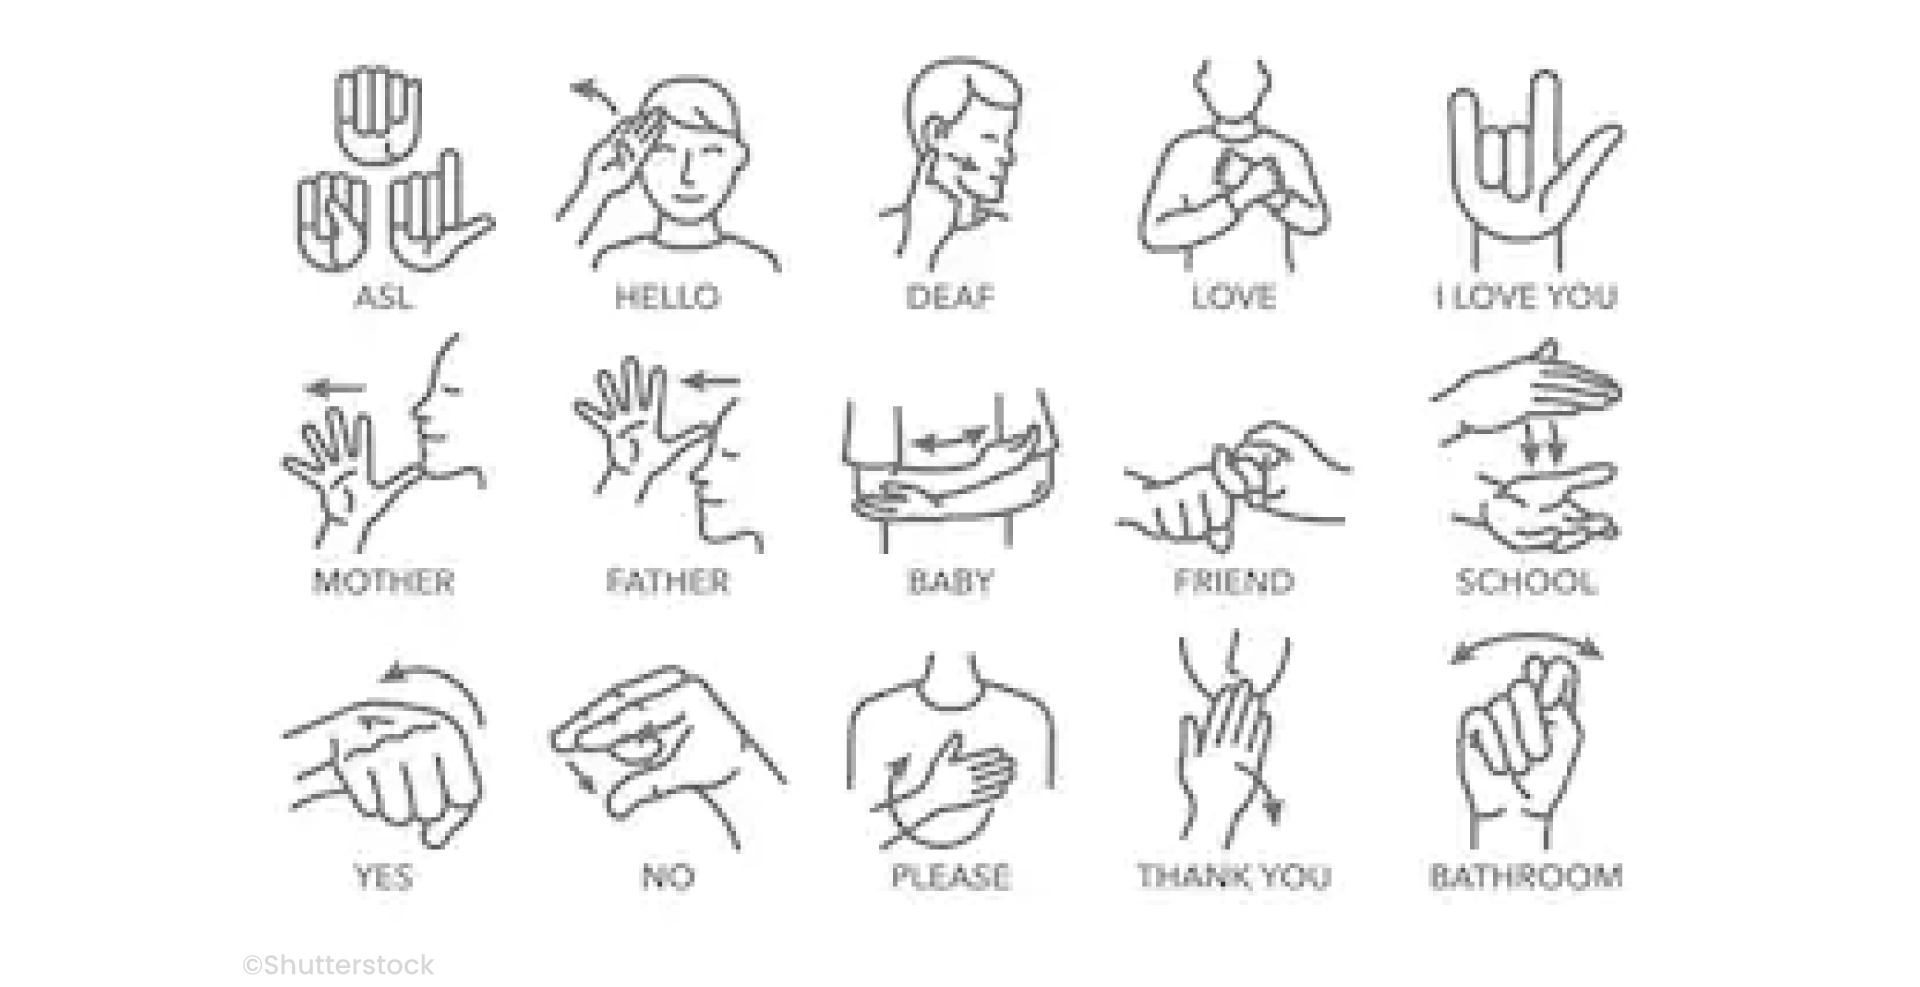 ASL HELLO DEAF LOVE I LOVE YOU
MOTHER FATHER BABY FRIEND SCHOOL
YES NO PLEASE THANK YOU BATHROOM
©Shutterstock